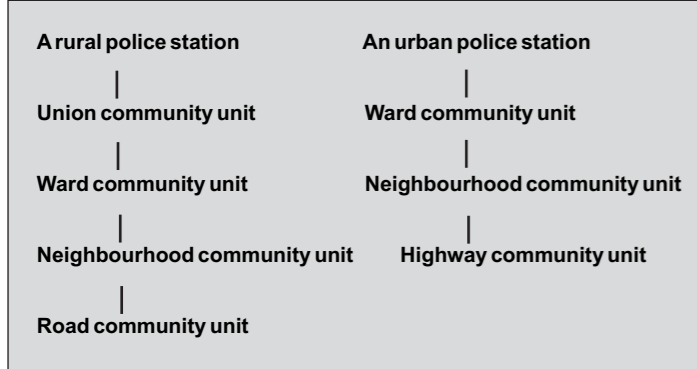 A rural police station
An urban police station
Union community unit
Ward community unit
Ward community unit
Neighbourhood community unit
Neighbourhood community unit
Highway community unit
Road community unit